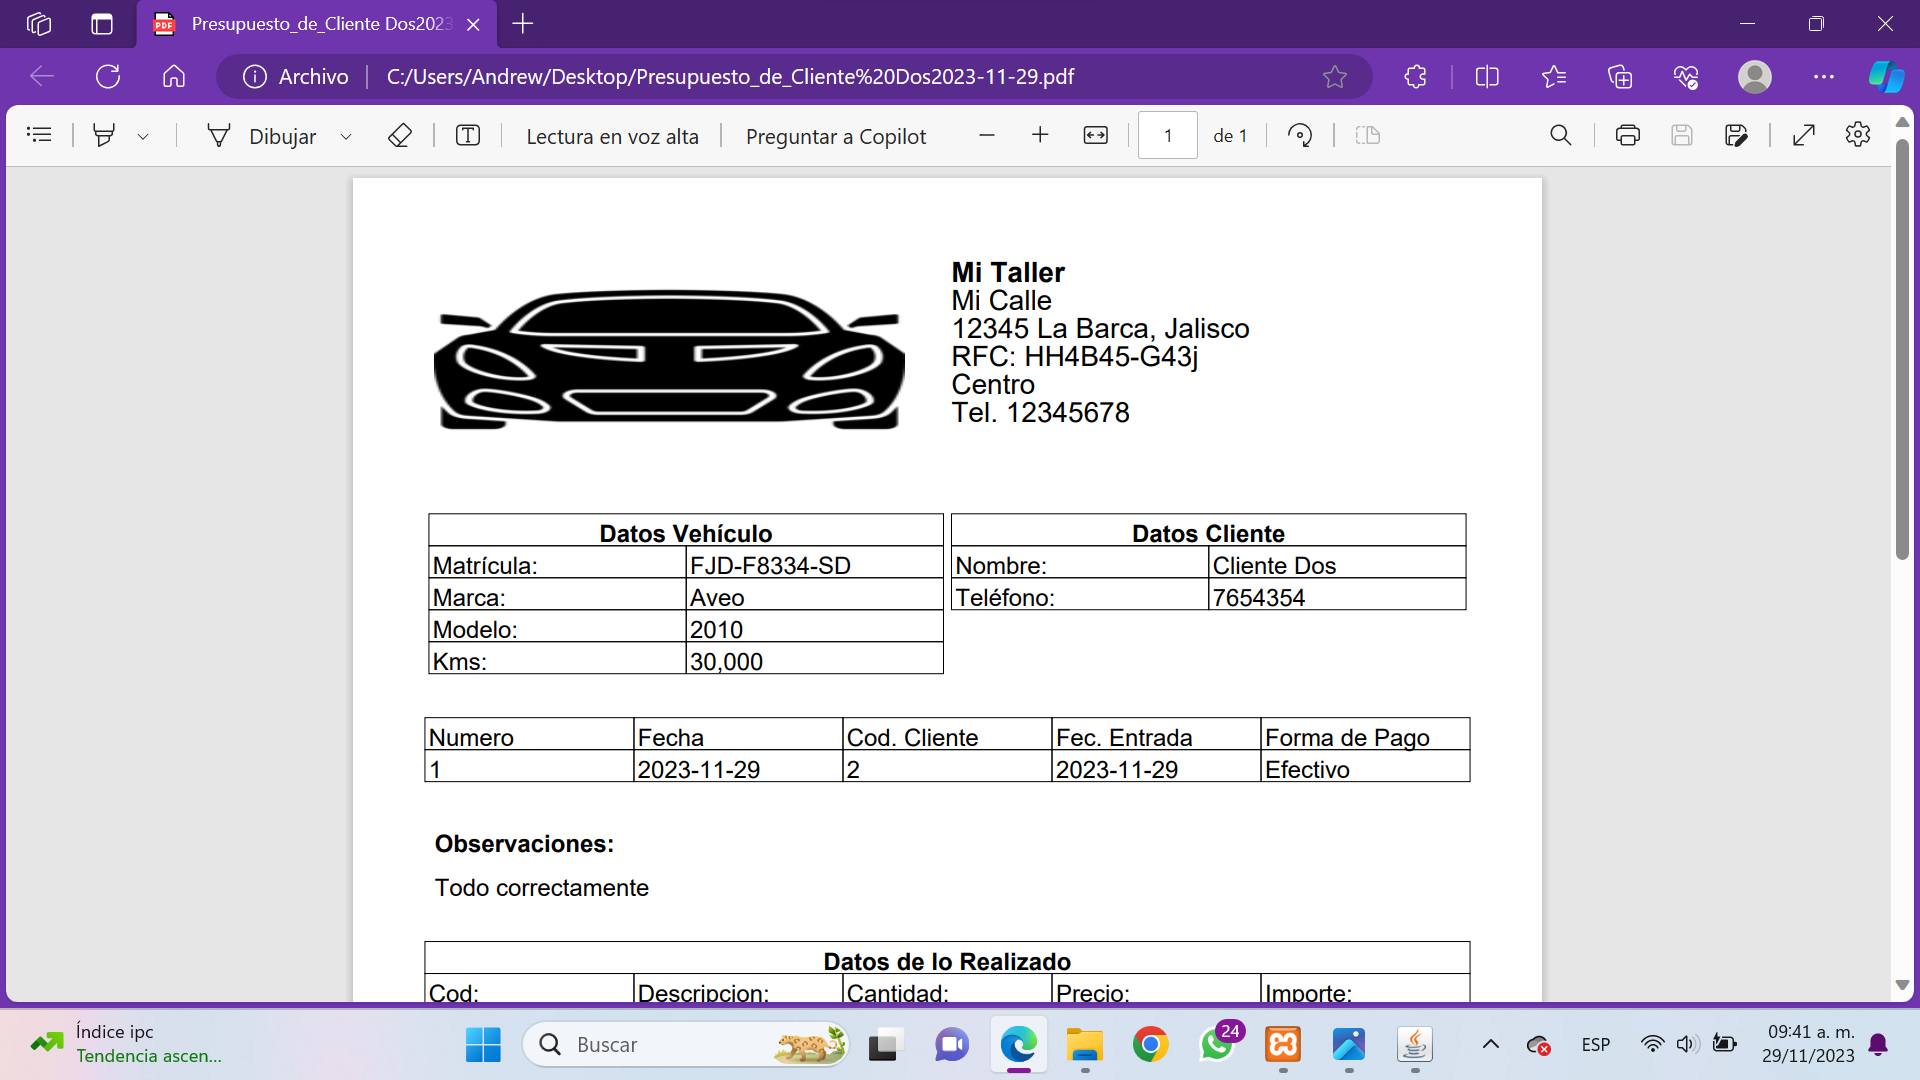 Presupuesto_de_Cliente Dos2023
Archivo C:/Users/Andrew/Desktop/Presupuesto_de_Cliente%20Dos2023-11-29.pdf
Dibujar Lectura en voz alta Preguntar a Copilot 1 de 1
Mi Taller
Mi Calle
12345 La Barca, Jalisco
RFC: HH4B45-G43j
Centro
Tel. 12345678
Datos Vehículo
Matrícula: FJD-F8334-SD
Marca: Aveo
Modelo: 2010
Kms: 30,000
Datos Cliente
Nombre: Cliente Dos
Teléfono: 7654354
Numero Fecha Cod. Cliente Fec. Entrada Forma de Pago
1 2023-11-29 2 2023-11-29 Efectivo
Observaciones:
Todo correctamente
Datos de lo Realizado
Cod: Descripcion: Cantidad: Precio: Importe:
Índice ipc
Tendencia ascen...
Buscar
24
ESP
09:41 a. m.
29/11/2023